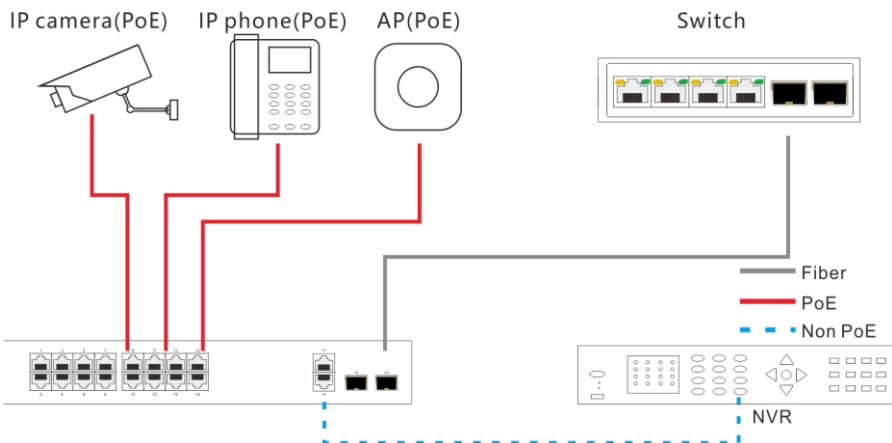 IP camera(PoE) IP phone(PoE) AP(PoE) Switch
Fiber
PoE
Non PoE
NVR